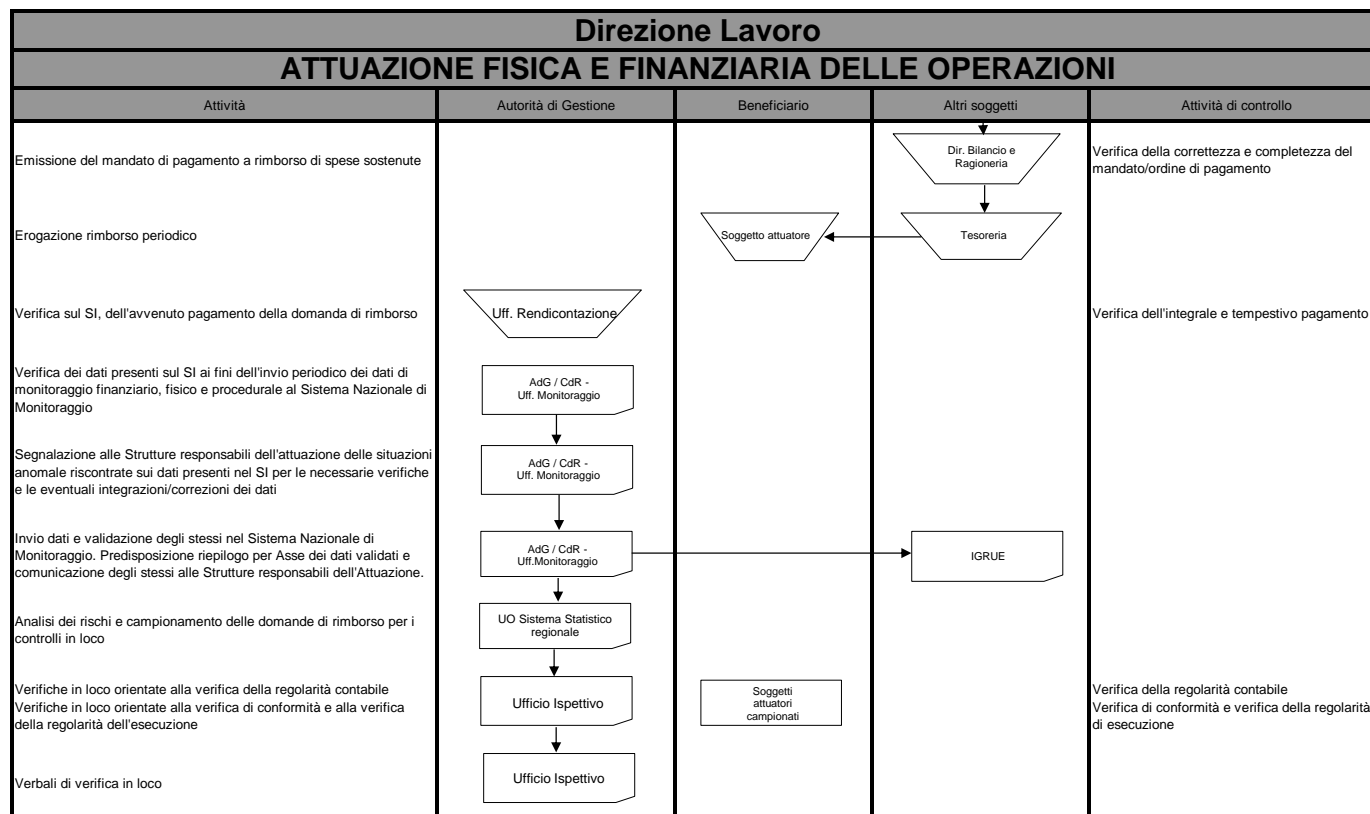 Direzione Lavoro
ATTUAZIONE FISICA E FINANZIARIA DELLE OPERAZIONI
Attività
Autorità di Gestione
Beneficiario
Altri soggetti
Attività di controllo
Emissione del mandato di pagamento a rimborso di spese sostenute
Dir. Bilancio e
Ragioneria
Verifica della correttezza e completezza del
mandato/ordine di pagamento
Erogazione rimborso periodico
Soggetto attuatore
Tesoreria
Verifica sul SI, dell'avvenuto pagamento della domanda di rimborso
Uff. Rendicontazione
Verifica dell'integrale e tempestivo pagamento
Verifica dei dati presenti sul SI ai fini dell'invio periodico dei dati di
monitoraggio finanziario, fisico e procedurale al Sistema Nazionale di
Monitoraggio
AdG / CdR -
Uff. Monitoraggio
Segnalazione alle Strutture responsabili dell'attuazione delle situazioni
anomale riscontrate sui dati presenti nel SI per le necessarie verifiche
e le eventuali integrazioni/correzioni dei dati
AdG / CdR -
Uff. Monitoraggio
Invio dati e validazione degli stessi nel Sistema Nazionale di
Monitoraggio. Predisposizione riepilogo per Asse dei dati validati e
comunicazione degli stessi alle Strutture responsabili dell'Attuazione.
AdG / CdR -
Uff.Monitoraggio
IGRUE
Analisi dei rischi e campionamento delle domande di rimborso per i
controlli in loco
UO Sistema Statistico
regionale
Verifiche in loco orientate alla verifica della regolarità contabile
Verifiche in loco orientate alla verifica di conformità e alla verifica
della regolarità dell'esecuzione
Ufficio Ispettivo
Soggetti
attuatori
campionati
Verifica della regolarità contabile
Verifica di conformità e verifica della regolarità
di esecuzione
Verbali di verifica in loco
Ufficio Ispettivo